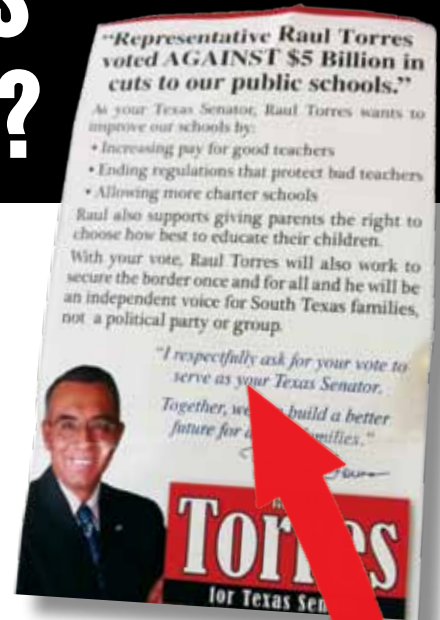 S
?
"Representative Raul Torres
voted AGAINST $5 Billion in
cuts to our public schools."
As your Texas Senator, Raul Torres wants to
improve our schools by:
• Increasing pay for good teachers
• Ending regulations that protect bad teachers
• Allowing more charter schools
Raul also supports giving parents the right to
choose how best to educate their children.
With your vote, Raul Torres will also work to
secure the border once and for all and he will be
an independent voice for South Texas families,
not a political party or group.
"I respectfully ask for your vote to
serve as your Texas Senator.
Together, we build a better
future for families."
Torres
for Texas Sen